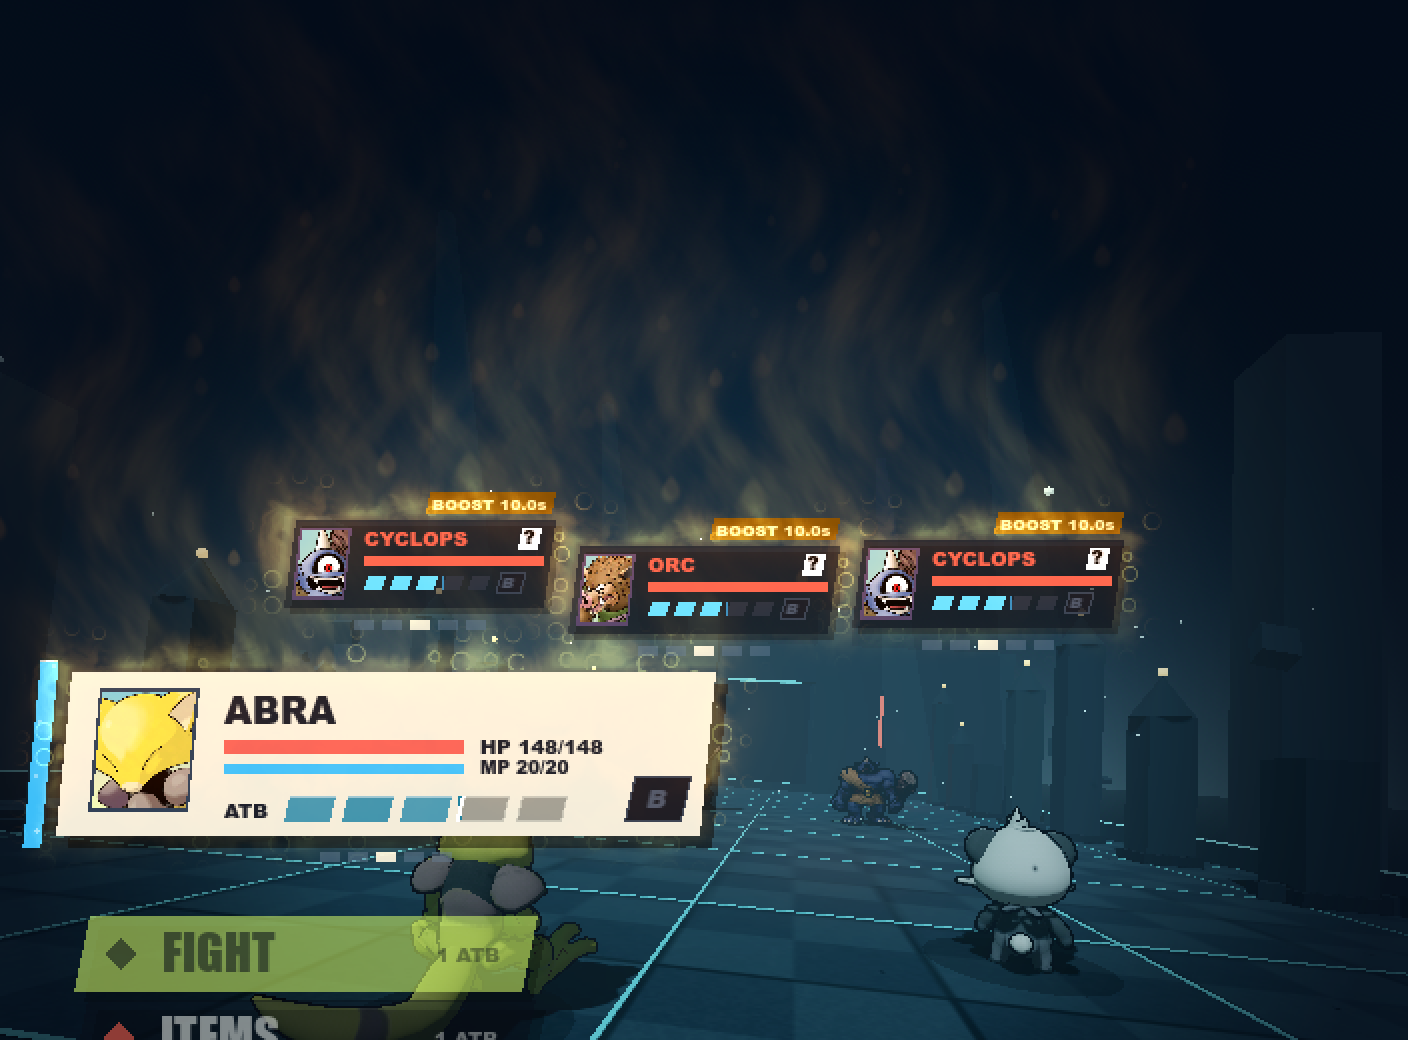 BOOST 10.0s
CYCLOPS ?
B
BOOST 10.0s
ORC ?
B
BOOST 10.0s
CYCLOPS ?
B
ABRA
HP 148/148
MP 20/20
ATB
B
FIGHT 1 ATB
ITEMS 1 ATB